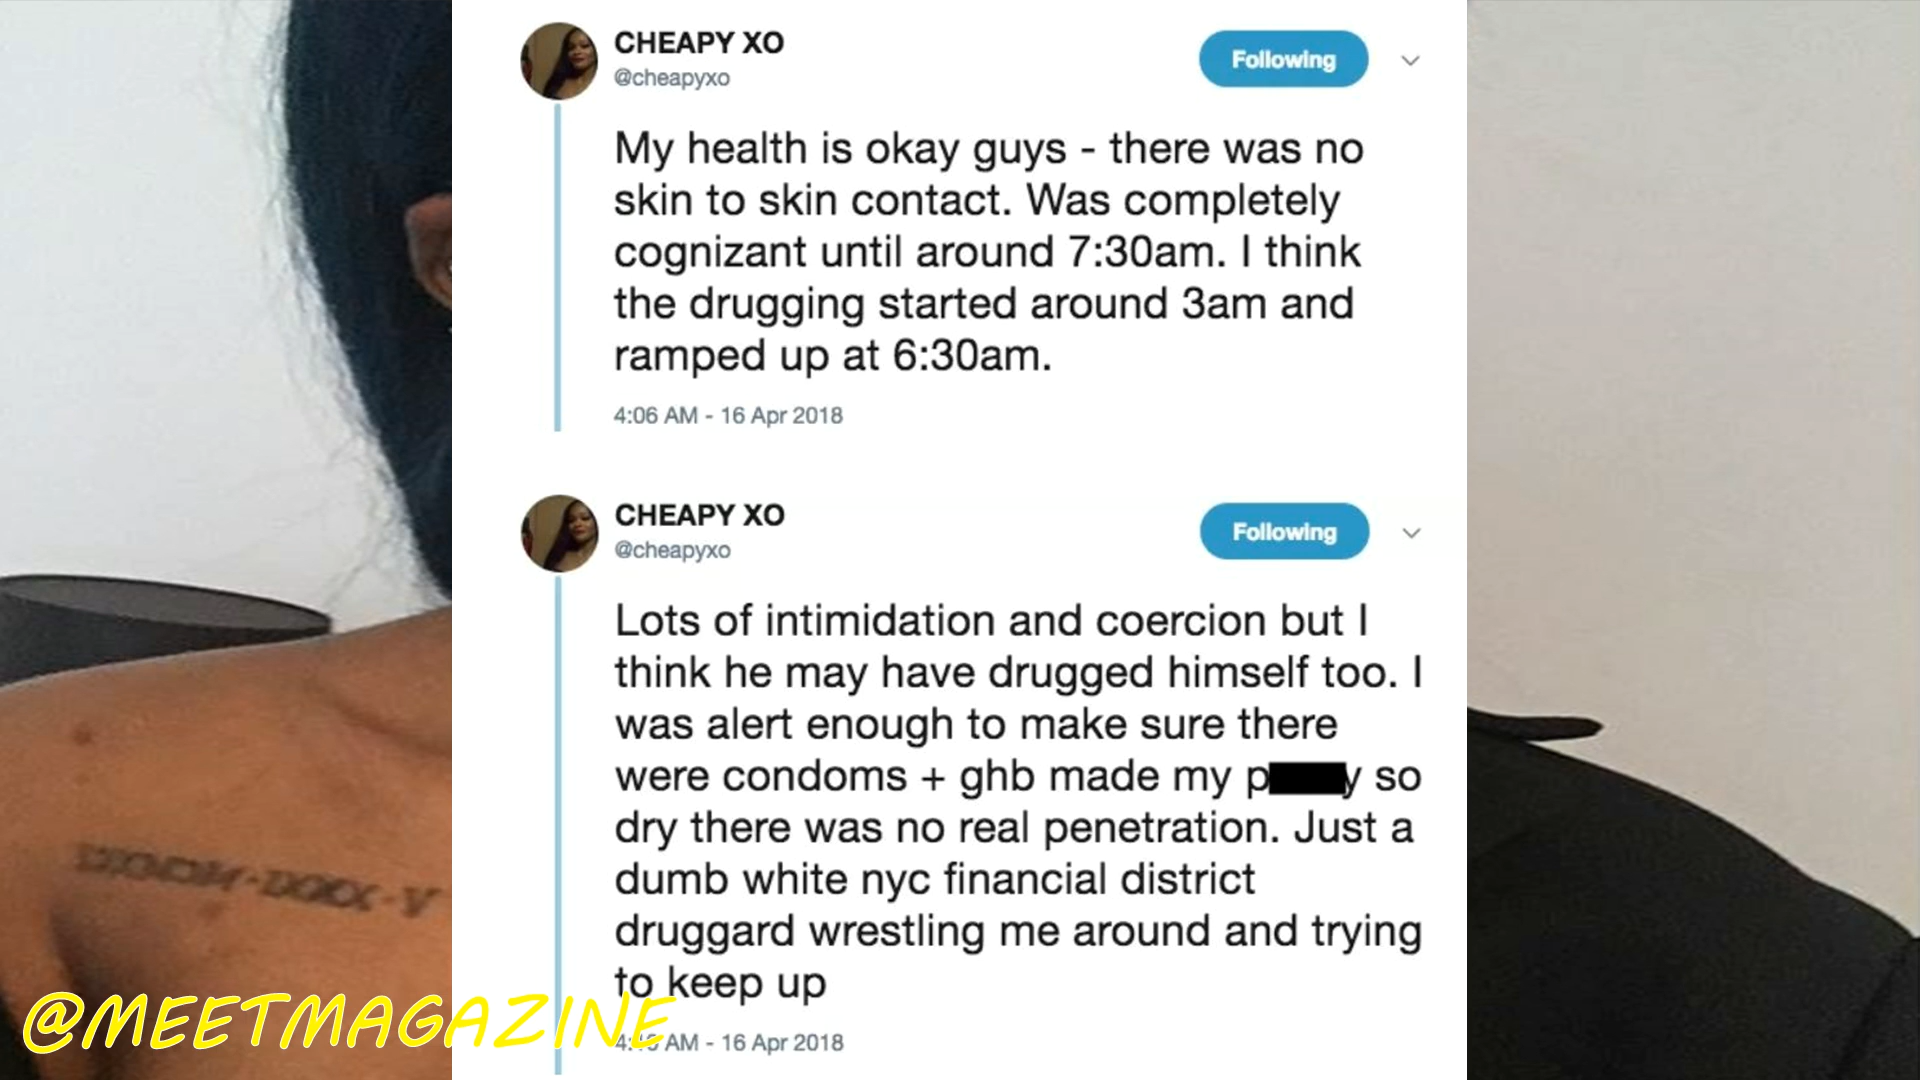 CHEAPY XO
@cheapyxo
Following
My health is okay guys - there was no
skin to skin contact. Was completely
cognizant until around 7:30am. I think
the drugging started around 3am and
ramped up at 6:30am.
4:06 AM - 16 Apr 2018
CHEAPY XO
@cheapyxo
Following
Lots of intimidation and coercion but I
think he may have drugged himself too. I
was alert enough to make sure there
were condoms + ghb made my p y so
dry there was no real penetration. Just a
dumb white nyc financial district
druggard wrestling me around and trying
to keep up
AM - 16 Apr 2018
@MEETMAGAZINE